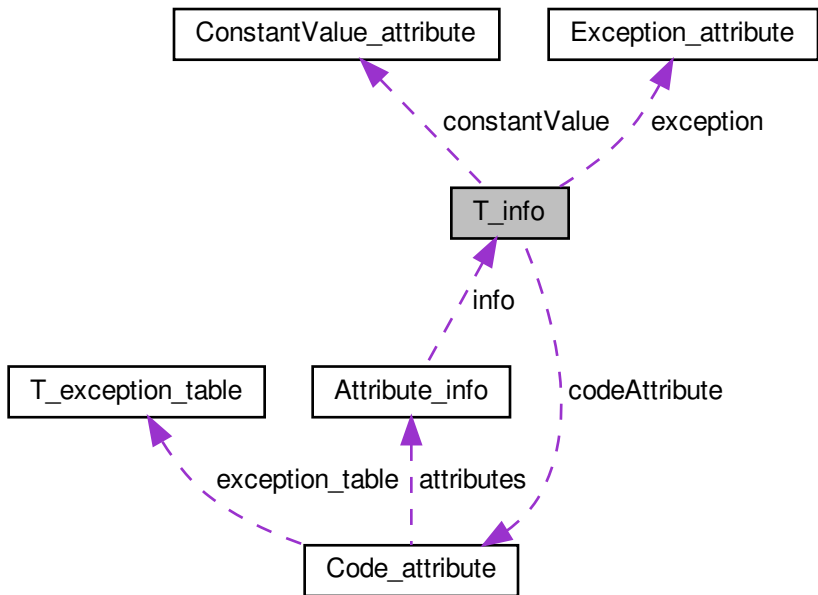 ConstantValue_attribute
Exception_attribute
constantValue
exception
T_info
info
T_exception_table
Attribute_info
codeAttribute
exception_table
attributes
Code_attribute